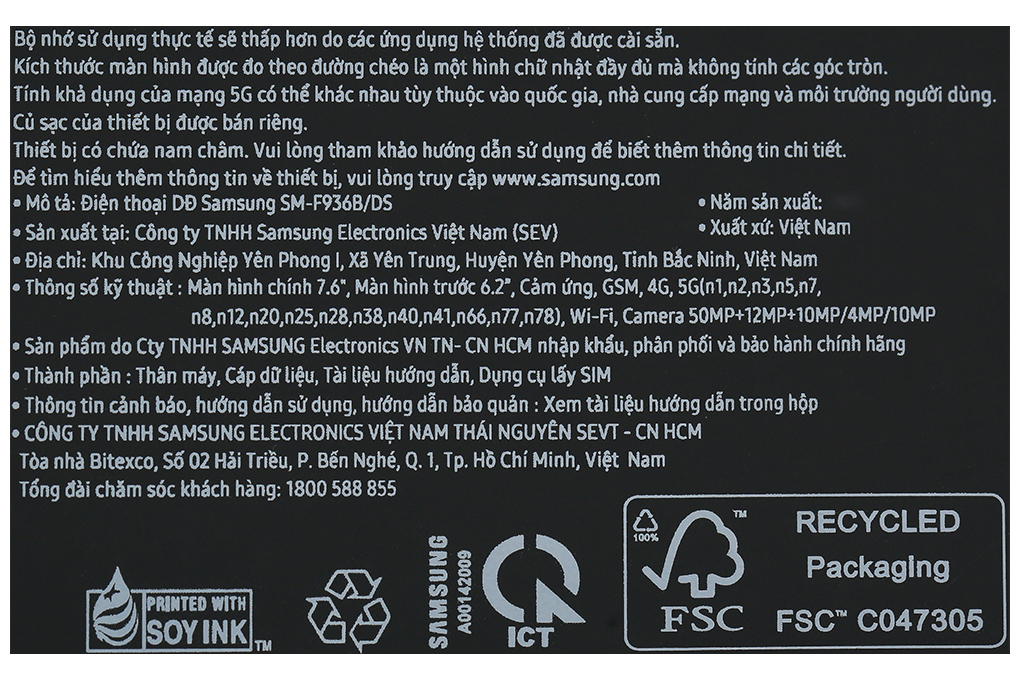 Bộ nhớ sử dụng thực tế sẽ thấp hơn do các ứng dụng hệ thống đã được cài sẵn.
Kích thước màn hình được đo theo đường chéo là một hình chữ nhật đầy đủ mà không tính các góc tròn.
Tính khả dụng của mạng 5G có thể khác nhau tùy thuộc vào quốc gia, nhà cung cấp mạng và môi trường người dùng.
Củ sạc của thiết bị được bán riêng.
Thiết bị có chứa nam châm. Vui lòng tham khảo hướng dẫn sử dụng để biết thêm thông tin chi tiết.
Để tìm hiểu thêm thông tin về thiết bị, vui lòng truy cập www.samsung.com
• Mô tả: Điện thoại DĐ Samsung SM-F936B/DS
• Năm sản xuất:
• Sản xuất tại: Công ty TNHH Samsung Electronics Việt Nam (SEV)
• Xuất xứ: Việt Nam
• Địa chỉ: Khu Công Nghiệp Yên Phong I, Xã Yên Trung, Huyện Yên Phong, Tỉnh Bắc Ninh, Việt Nam
• Thông số kỹ thuật : Màn hình chính 7.6", Màn hình trước 6.2", Cảm ứng, GSM, 4G, 5G(n1,n2,n3,n5,n7,
n8,n12,n20,n25,n28,n38,n40,n41,n66,n77,n78), Wi-Fi, Camera 50MP+12MP+10MP/4MP/10MP
• Sản phẩm do Cty TNHH SAMSUNG Electronics VN TN- CN HCM nhập khẩu, phân phối và bảo hành chính hãng
• Thành phần : Thân máy, Cáp dữ liệu, Tài liệu hướng dẫn, Dụng cụ lấy SIM
• Thông tin cảnh báo, hướng dẫn sử dụng, hướng dẫn bảo quản : Xem tài liệu hướng dẫn trong hộp
• CÔNG TY TNHH SAMSUNG ELECTRONICS VIỆT NAM THÁI NGUYÊN SEVT - CN HCM
Tòa nhà Bitexco, Số 02 Hải Triều, P. Bến Nghé, Q. 1, Tp. Hồ Chí Minh, Việt Nam
Tổng đài chăm sóc khách hàng: 1800 588 855
PRINTED WITH
SOY INK™
SAMSUNG
A00142009
ICT
100%
™
FSC
RECYCLED
Packaging
FSC™ C047305